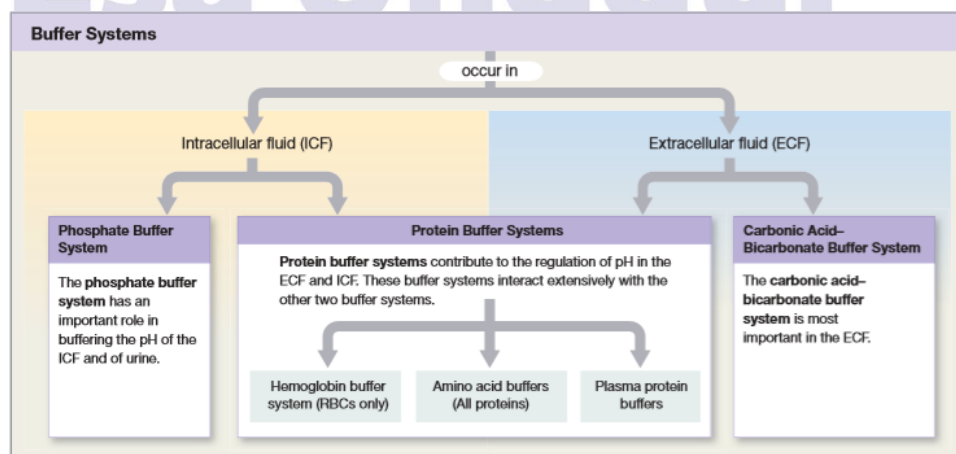 Buffer Systems
occur in
Intracellular fluid (ICF)
Extracellular fluid (ECF)
Phosphate Buffer
System
The phosphate buffer
system has an
important role in
buffering the pH of the
ICF and of urine.
Protein Buffer Systems
Protein buffer systems contribute to the regulation of pH in the
ECF and ICF. These buffer systems interact extensively with the
other two buffer systems.
Hemoglobin buffer
system (RBCs only)
Amino acid buffers
(All proteins)
Plasma protein
buffers
Carbonic Acid–
Bicarbonate Buffer System
The carbonic acid–
bicarbonate buffer
system is most
important in the ECF.